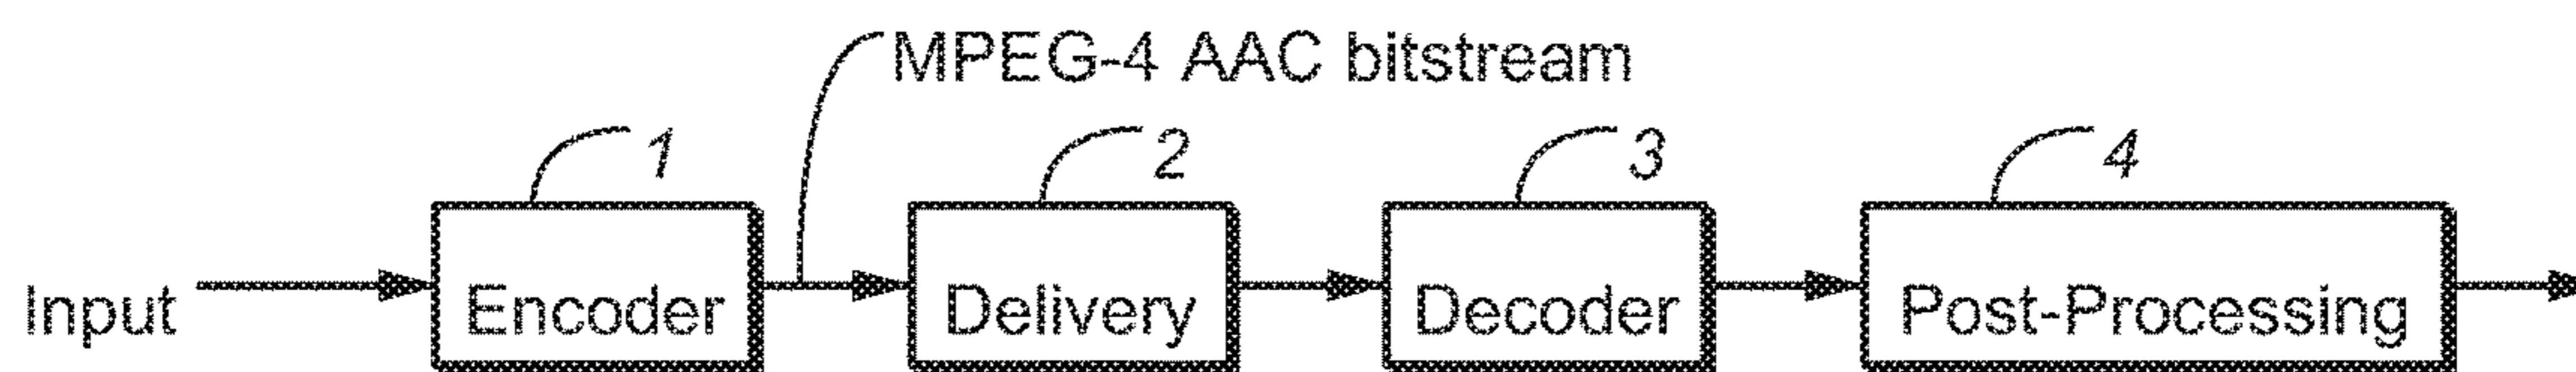 MPEG-4 AAC bitstream
1 2 3 4
Input Encoder Delivery Decoder Post-Processing